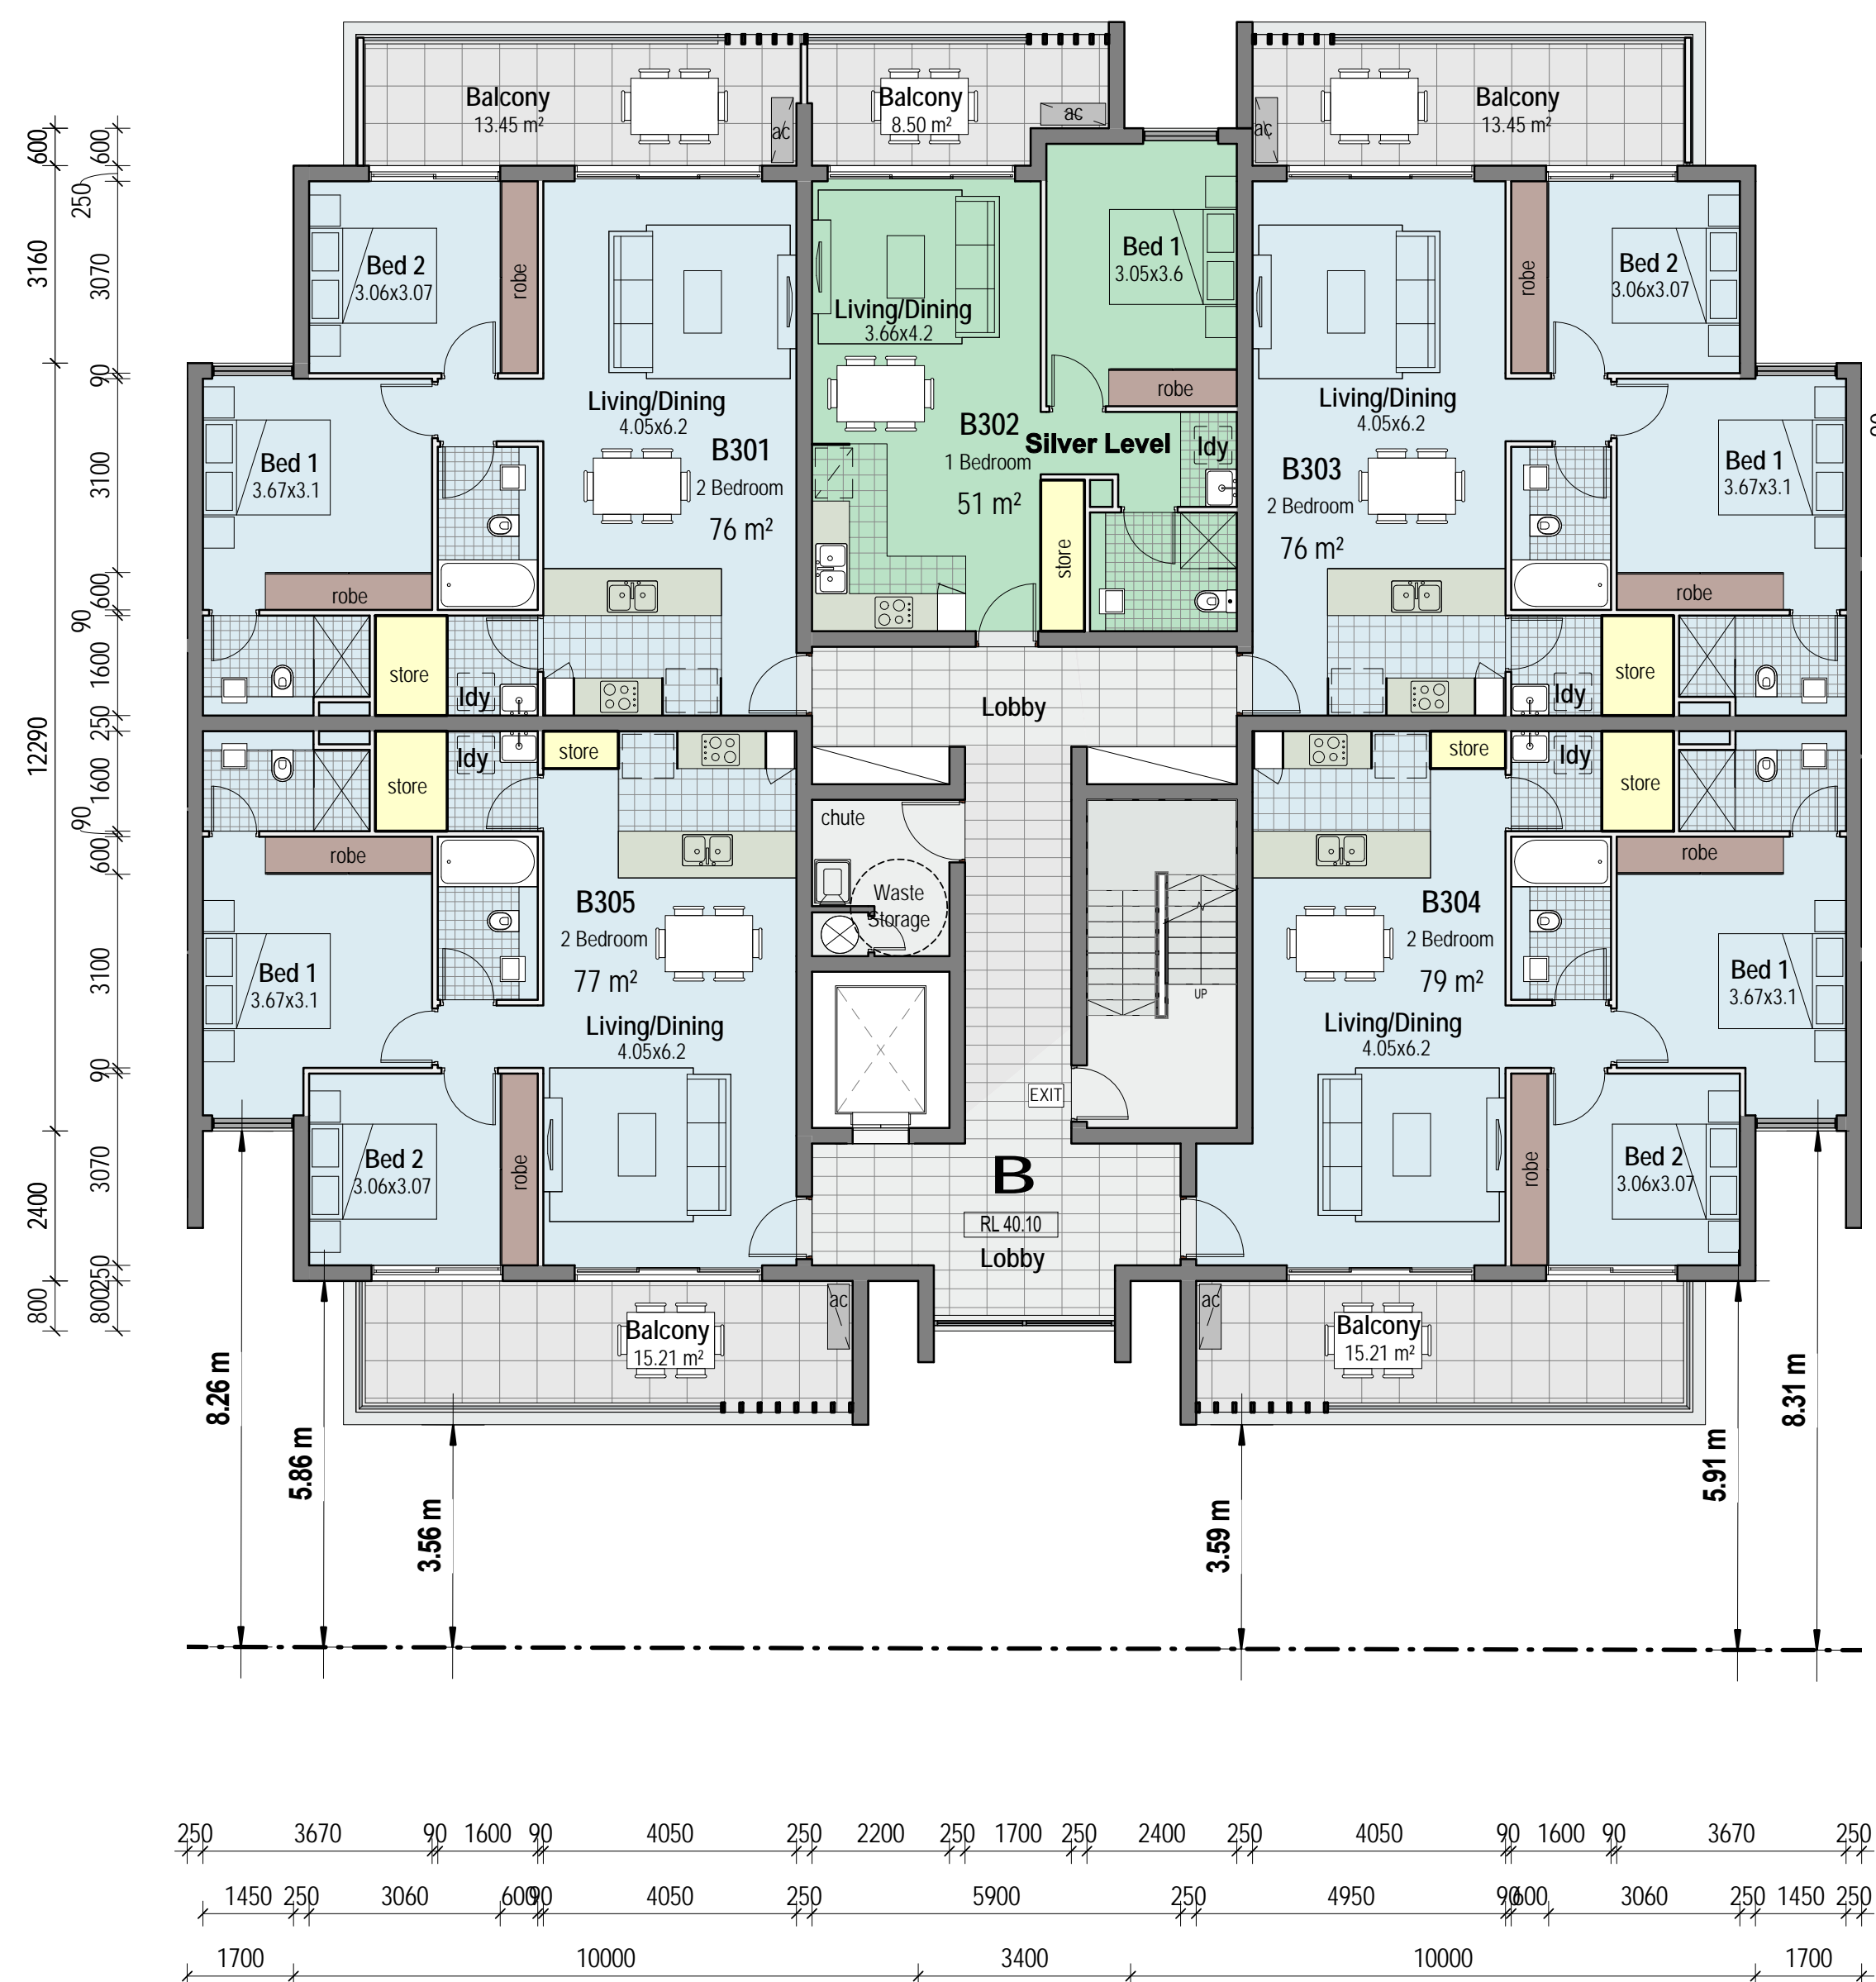 Balcony
13.45 m²
ac
Balcony
8.50 m²
ac
ac
Balcony
13.45 m²
Bed 2
3.06x3.07
robe
Living/Dining
3.66x4.2
Bed 1
3.05x3.6
robe
robe
Bed 2
3.06x3.07
Living/Dining
4.05x6.2
B301
2 Bedroom
76 m²
Bed 1
3.67x3.1
robe
B302
1 Bedroom
51 m²
Silver Level
ldy
store
Living/Dining
4.05x6.2
B303
2 Bedroom
76 m²
Bed 1
3.67x3.1
robe
store
ldy
Lobby
ldy
store
store
ldy
store
store
ldy
store
robe
chute
Waste
Storage
robe
B305
2 Bedroom
77 m²
Living/Dining
4.05x6.2
Bed 1
3.67x3.1
UP
EXIT
B304
2 Bedroom
79 m²
Living/Dining
4.05x6.2
Bed 1
3.67x3.1
Bed 2
3.06x3.07
robe
B
RL 40.10
Lobby
robe
Bed 2
3.06x3.07
ac
Balcony
15.21 m²
ac
Balcony
15.21 m²
8.26 m
5.86 m
3.56 m
3.59 m
5.91 m
8.31 m
600
3160
12290
2400
800
600
250
3070
90
3100
600
90
1600
250
1600
90
600
3100
90
3070
250
800
250 3670 90 1600 90 4050 250 2200 250 1700 250 2400 250 4050 90 1600 90 3670 250
1450 250 3060 600 90 4050 250 5900 250 4950 90 600 3060 250 1450 250
1700 10000 3400 10000 1700